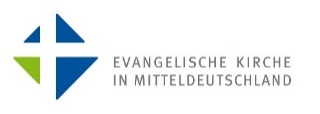 EVANGELISCHE KIRCHE
IN MITTELDEUTSCHLAND